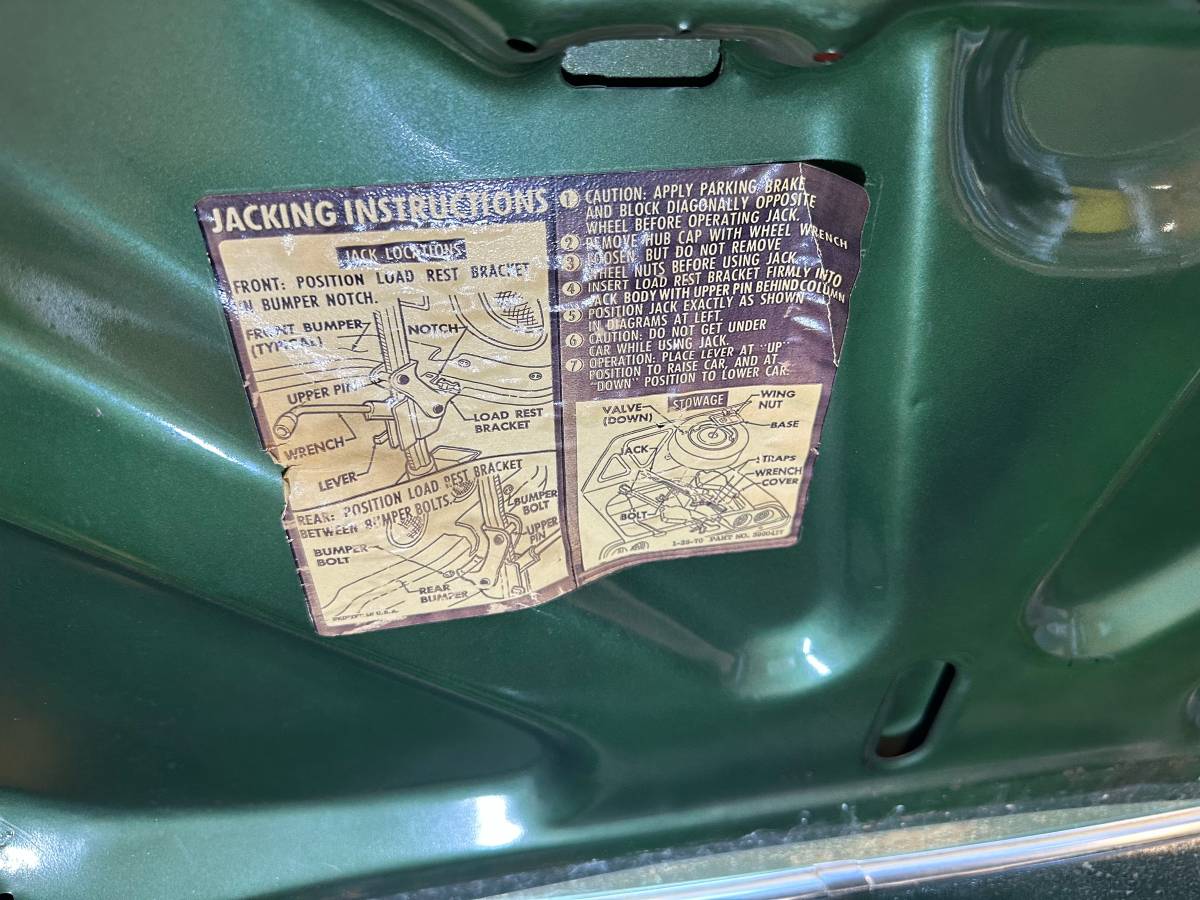 JACKING INSTRUCTIONS
JACK LOCATIONS
FRONT: POSITION LOAD REST BRACKET
IN BUMPER NOTCH.
FRONT BUMPER
(TYPICAL)
NOTCH
UPPER PIN
LOAD REST
BRACKET
WRENCH
LEVER
REAR: POSITION LOAD REST BRACKET
BETWEEN BUMPER BOLTS.
BUMPER
BOLT
UPPER
PIN
BUMPER
BOLT
REAR
BUMPER
IN U.S.A.
1 CAUTION: APPLY PARKING BRAKE
AND BLOCK DIAGONALLY OPPOSITE
WHEEL BEFORE OPERATING JACK.
2 REMOVE HUB CAP WITH WHEEL WRENCH
3 LOOSEN BUT DO NOT REMOVE
WHEEL NUTS BEFORE USING JACK
4 INSERT LOAD REST BRACKET FIRMLY INTO
JACK BODY WITH UPPER PIN BEHIND COLUMN
5 POSITION JACK EXACTLY AS SHOWN
IN DIAGRAMS AT LEFT.
6 CAUTION: DO NOT GET UNDER
CAR WHILE USING JACK.
7 OPERATION: PLACE LEVER AT "UP"
POSITION TO RAISE CAR, AND AT
"DOWN" POSITION TO LOWER CAR.
STOWAGE
VALVE
(DOWN)
WING
NUT
BASE
JACK
STRAPS
WRENCH
COVER
BOLT
PART NO.